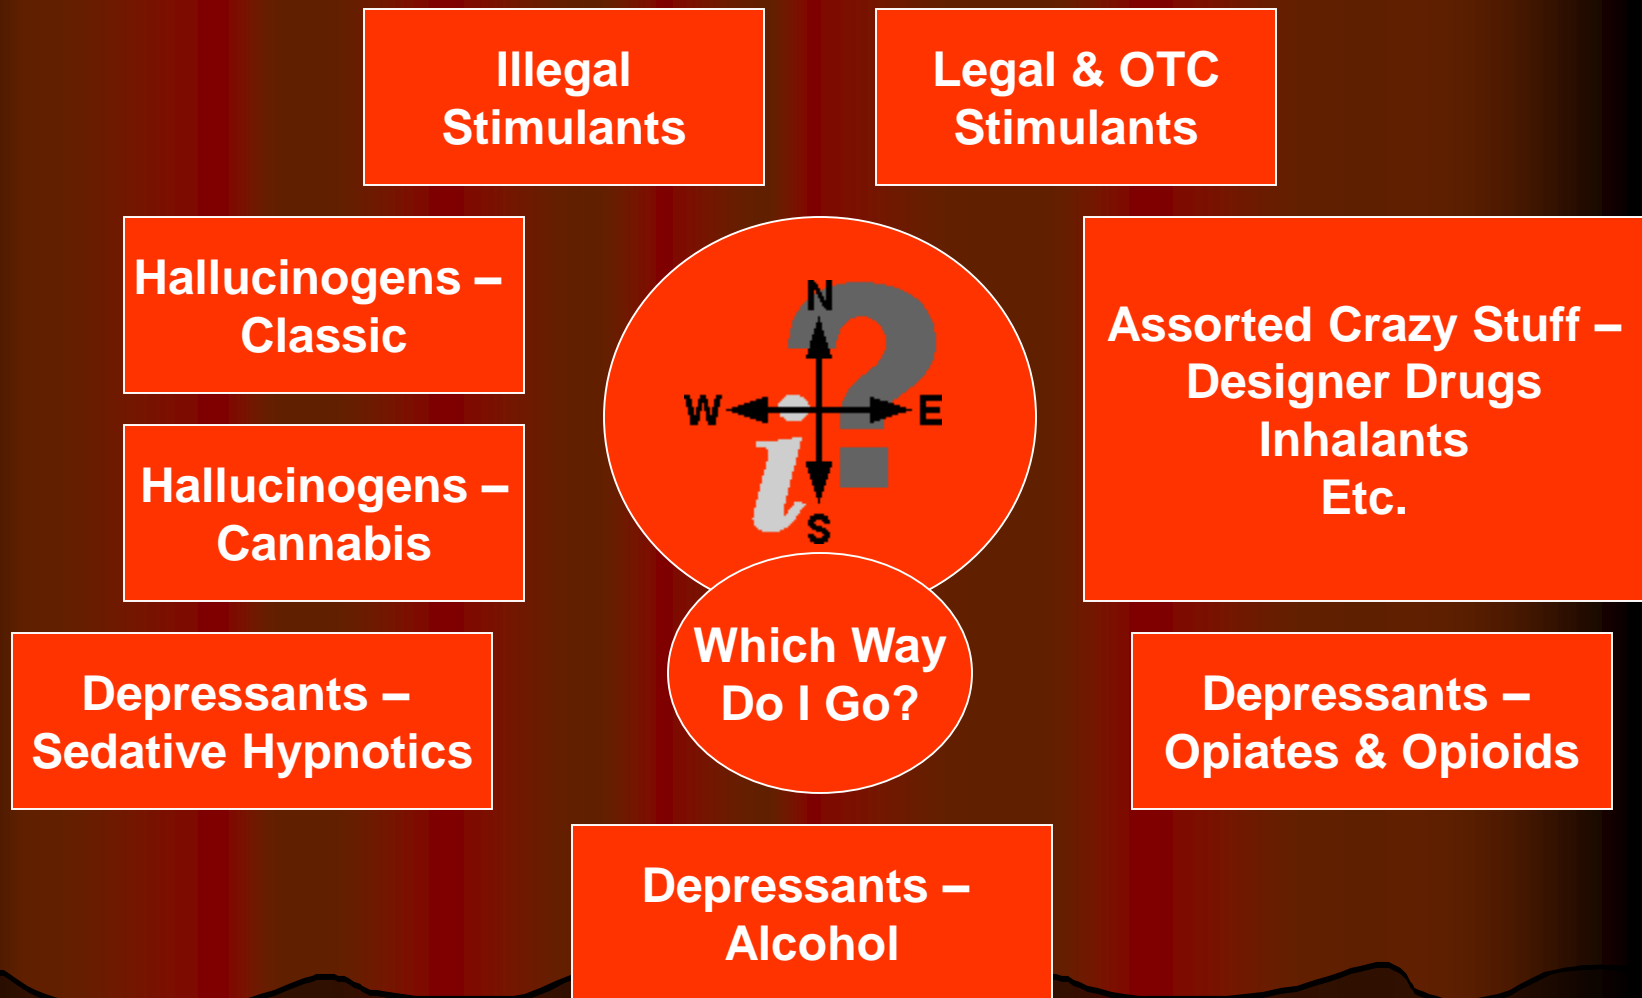 Illegal
Stimulants
Legal & OTC
Stimulants
Hallucinogens –
Classic
N
W
E
i
?
S
Assorted Crazy Stuff –
Designer Drugs
Inhalants
Etc.
Hallucinogens –
Cannabis
Which Way
Do I Go?
Depressants –
Sedative Hypnotics
Depressants –
Opiates & Opioids
Depressants –
Alcohol